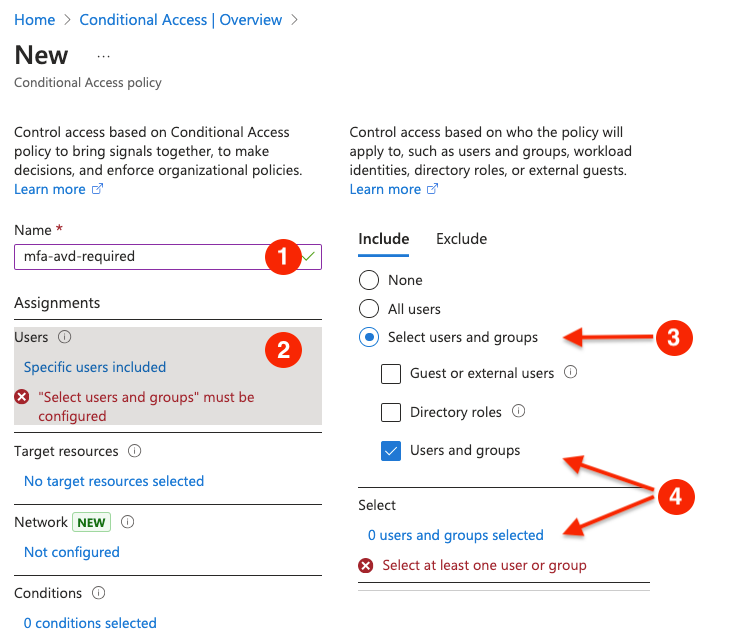 Home > Conditional Access | Overview >
New ...
Conditional Access policy
Control access based on Conditional Access
policy to bring signals together, to make
decisions, and enforce organizational policies.
Learn more
Name *
mfa-avd-required
1
Assignments
Users
2
Specific users included
"Select users and groups" must be
configured
Target resources
No target resources selected
Network NEW
Not configured
Conditions
0 conditions selected
Control access based on who the policy will
apply to, such as users and groups, workload
identities, directory roles, or external guests.
Learn more
Include Exclude
None
All users
Select users and groups
3
Guest or external users
Directory roles
Users and groups
4
Select
0 users and groups selected
Select at least one user or group